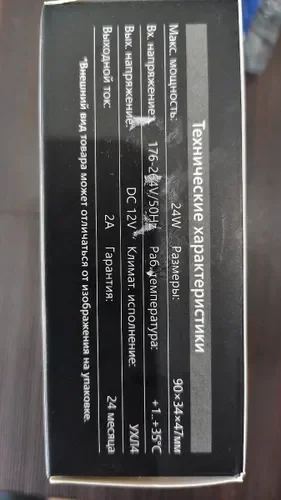 Технические характеристики
Макс. мощность: 24W Размеры: 90×34×47мм
Вх. напряжение: 176-264V/50Hz Раб. температура: +1..+35°C
Вых. напряжение: DC 12V Климат. исполнение: УХЛ4
Выходной ток: 2A Гарантия: 24 месяца
*Внешний вид товара может отличаться от изображения на упаковке.